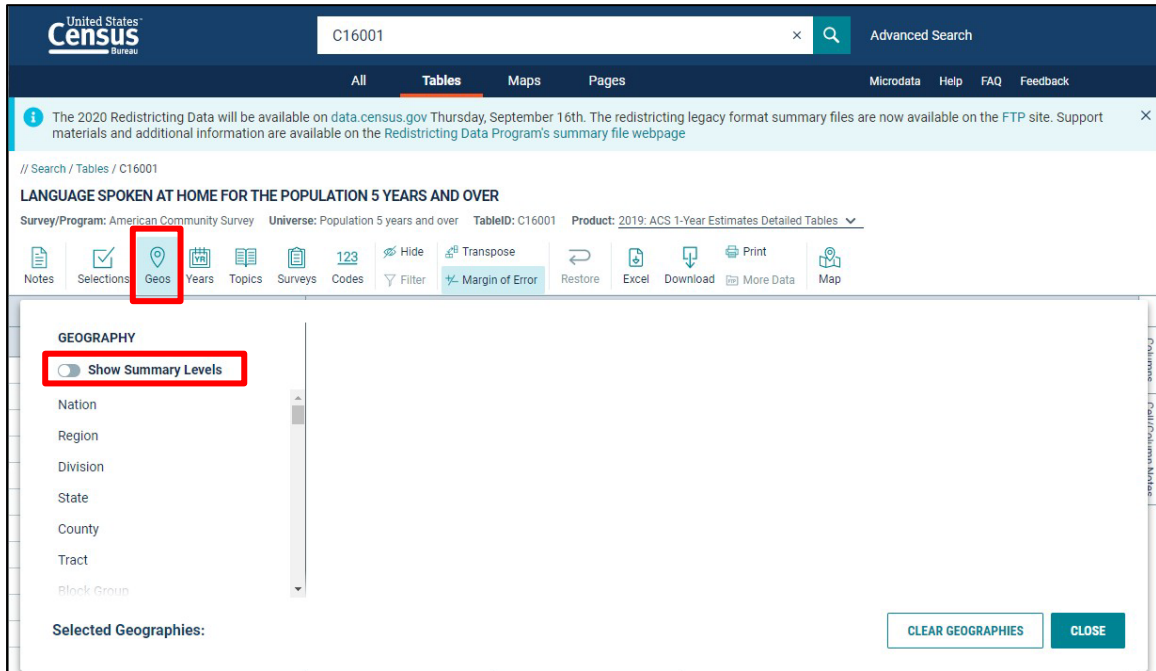 United States™
Census
Bureau
C16001
×
Advanced Search
All Tables Maps Pages
Microdata Help FAQ Feedback
The 2020 Redistricting Data will be available on data.census.gov Thursday, September 16th. The redistricting legacy format summary files are now available on the FTP site. Support
materials and additional information are available on the Redistricting Data Program's summary file webpage
// Search / Tables / C16001
LANGUAGE SPOKEN AT HOME FOR THE POPULATION 5 YEARS AND OVER
Survey/Program: American Community Survey Universe: Population 5 years and over TableID: C16001 Product: 2019: ACS 1-Year Estimates Detailed Tables
Notes
Selections
Geos
YR
Years
Topics
Surveys
123
Codes
Hide
Filter
Transpose
Margin of Error
Restore
Excel
Download
Print
More Data
Map
GEOGRAPHY
Show Summary Levels
Nation
Region
Division
State
County
Tract
Block Group
Selected Geographies:
CLEAR GEOGRAPHIES
CLOSE
Columns
Cell/Column Notes